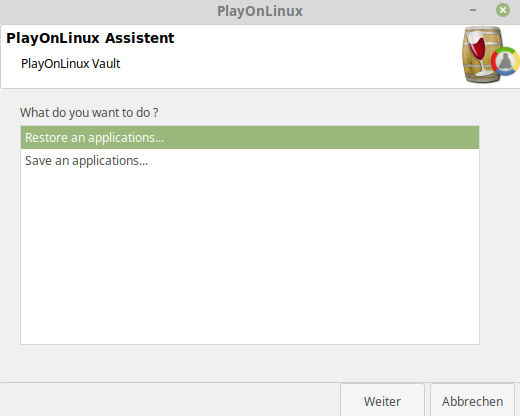 PlayOnLinux
PlayOnLinux Assistent
PlayOnLinux Vault
What do you want to do ?
Restore an applications...
Save an applications...
Weiter
Abbrechen